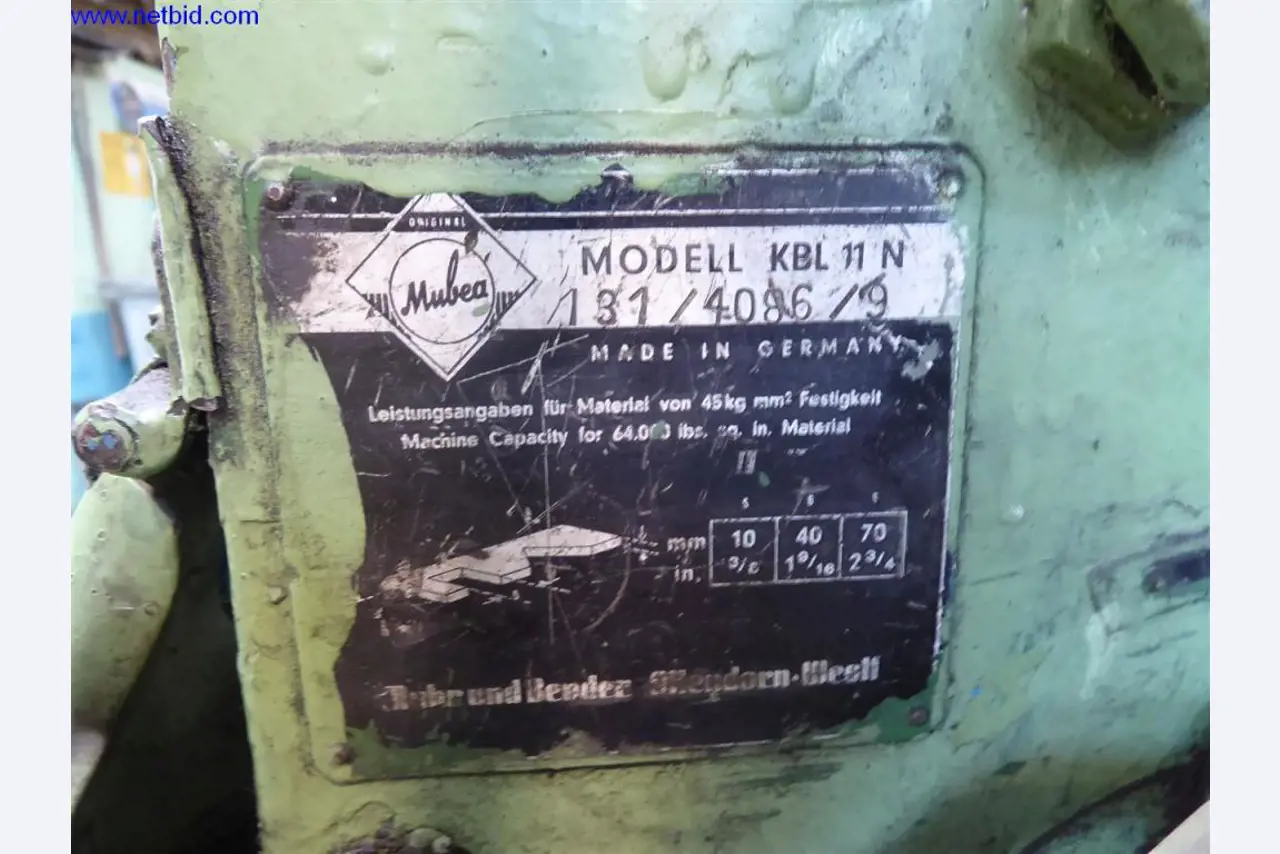 www.netbid.com
ORIGINAL
Mubea
MODELL KBL 11 N
131/4086/9
MADE IN GERMANY
Leistungsangaben für Material von 45kg mm² Festigkeit
Machine Capacity for 64.000 lbs. sq. in. Material
s s s
mm 10 40 70
in. 3/8 1 9/16 2 3/4
und Bender